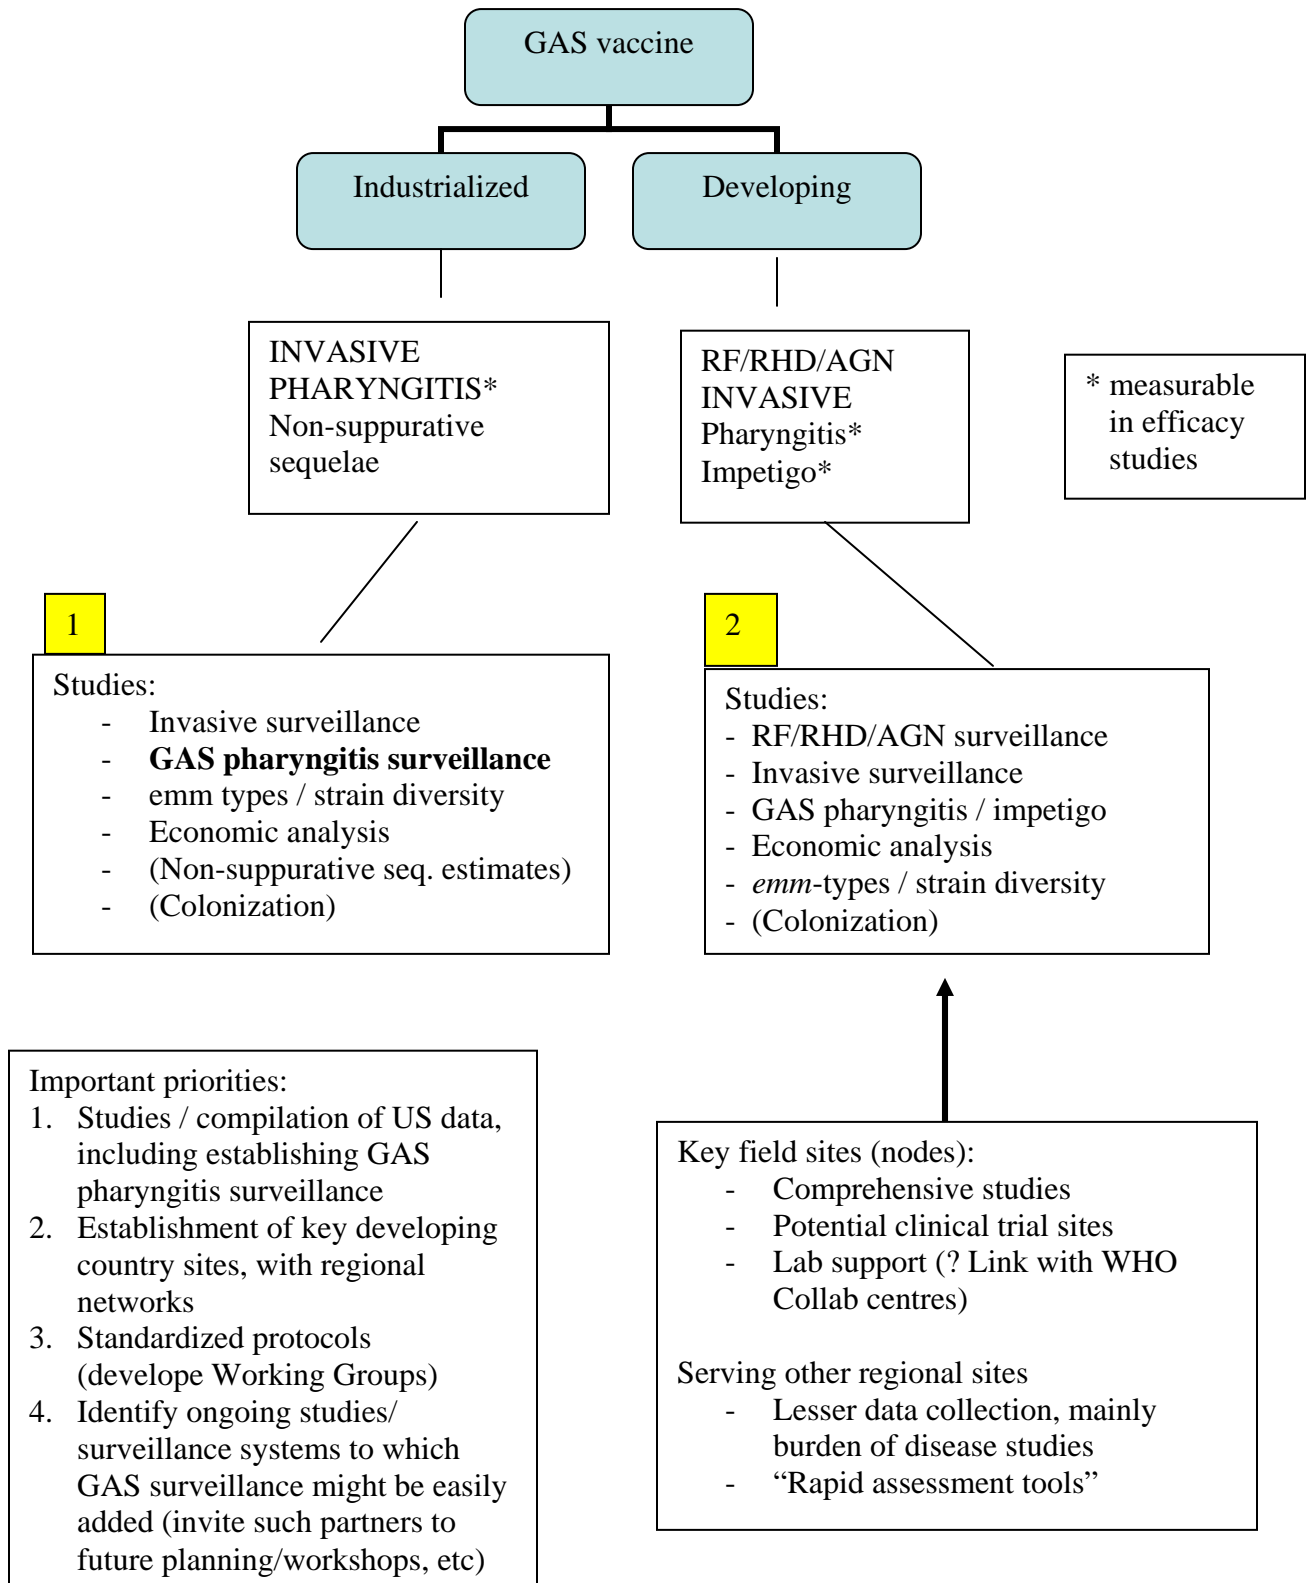 GAS vaccine
Industrialized
Developing
INVASIVE
PHARYNGITIS*
Non-suppurative
sequelae
RF/RHD/AGN
INVASIVE
Pharyngitis*
Impetigo*
* measurable
in efficacy
studies
1
Studies:
- Invasive surveillance
- GAS pharyngitis surveillance
- emm types / strain diversity
- Economic analysis
- (Non-suppurative seq. estimates)
- (Colonization)
2
Studies:
- RF/RHD/AGN surveillance
- Invasive surveillance
- GAS pharyngitis / impetigo
- Economic analysis
- emm-types / strain diversity
- (Colonization)
Important priorities:
1. Studies / compilation of US data,
including establishing GAS
pharyngitis surveillance
2. Establishment of key developing
country sites, with regional
networks
3. Standardized protocols
(develope Working Groups)
4. Identify ongoing studies/
surveillance systems to which
GAS surveillance might be easily
added (invite such partners to
future planning/workshops, etc)
Key field sites (nodes):
- Comprehensive studies
- Potential clinical trial sites
- Lab support (? Link with WHO
Collab centres)
Serving other regional sites
- Lesser data collection, mainly
burden of disease studies
- “Rapid assessment tools”